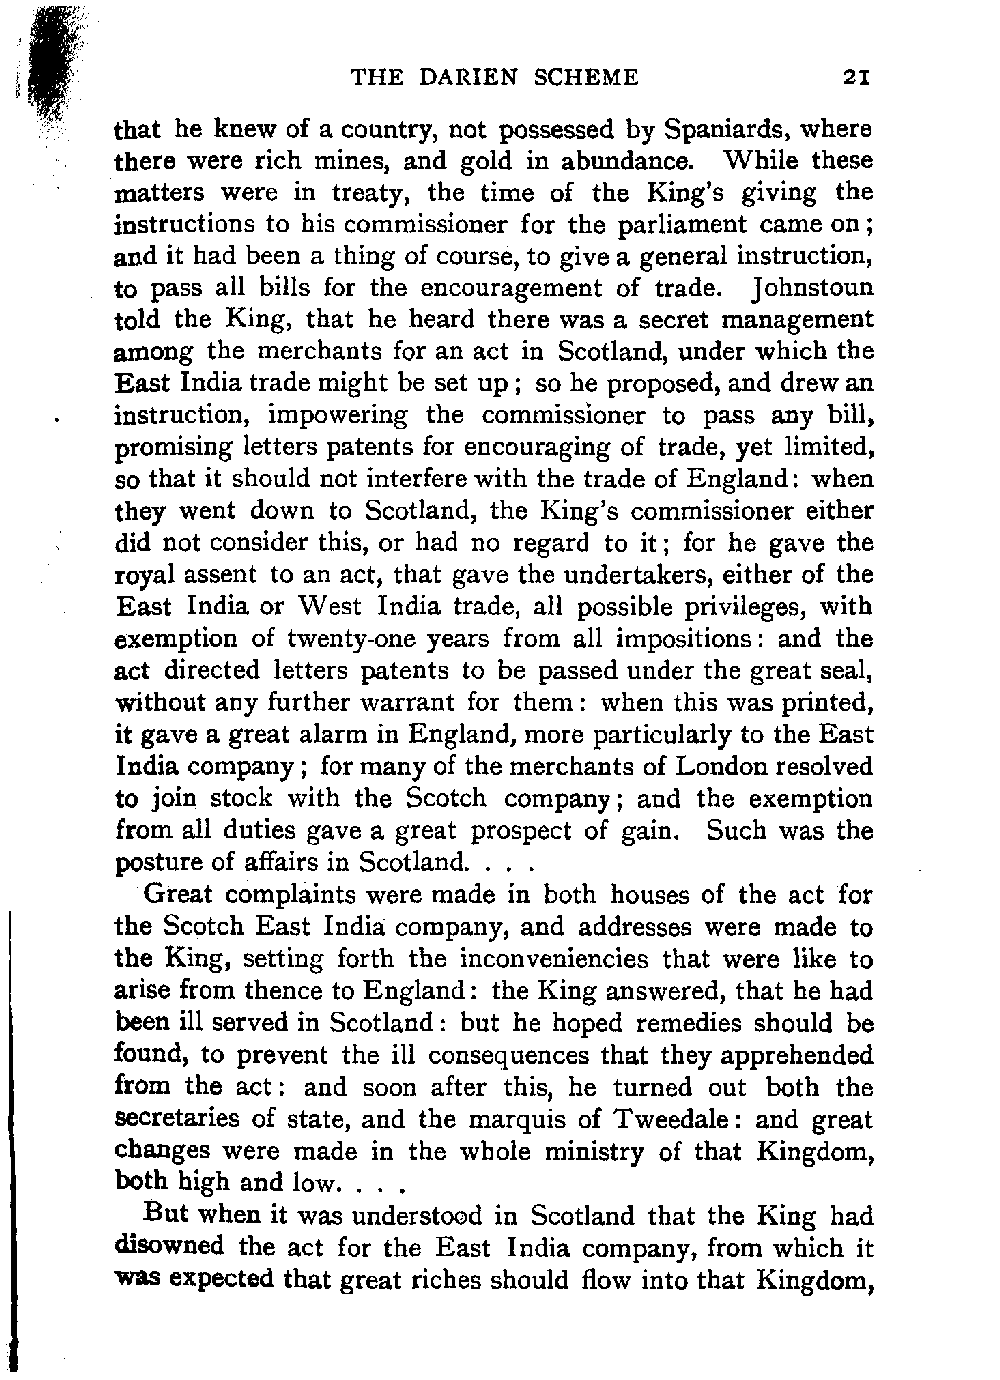 THE DARIEN SCHEME 21
that he knew of a country, not possessed by Spaniards, where
there were rich mines, and gold in abundance. While these
matters were in treaty, the time of the King's giving the
instructions to his commissioner for the parliament came on;
and it had been a thing of course, to give a general instruction,
to pass all bills for the encouragement of trade. Johnstoun
told the King, that he heard there was a secret management
among the merchants for an act in Scotland, under which the
East India trade might be set up; so he proposed, and drew an
instruction, impowering the commissioner to pass any bill,
promising letters patents for encouraging of trade, yet limited,
so that it should not interfere with the trade of England: when
they went down to Scotland, the King's commissioner either
did not consider this, or had no regard to it; for he gave the
royal assent to an act, that gave the undertakers, either of the
East India or West India trade, all possible privileges, with
exemption of twenty-one years from all impositions: and the
act directed letters patents to be passed under the great seal,
without any further warrant for them: when this was printed,
it gave a great alarm in England, more particularly to the East
India company; for many of the merchants of London resolved
to join stock with the Scotch company; and the exemption
from all duties gave a great prospect of gain. Such was the
posture of affairs in Scotland. . . .
Great complaints were made in both houses of the act for
the Scotch East India company, and addresses were made to
the King, setting forth the inconveniencies that were like to
arise from thence to England: the King answered, that he had
been ill served in Scotland: but he hoped remedies should be
found, to prevent the ill consequences that they apprehended
from the act: and soon after this, he turned out both the
secretaries of state, and the marquis of Tweedale: and great
changes were made in the whole ministry of that Kingdom,
both high and low. . . .
But when it was understood in Scotland that the King had
disowned the act for the East India company, from which it
was expected that great riches should flow into that Kingdom,